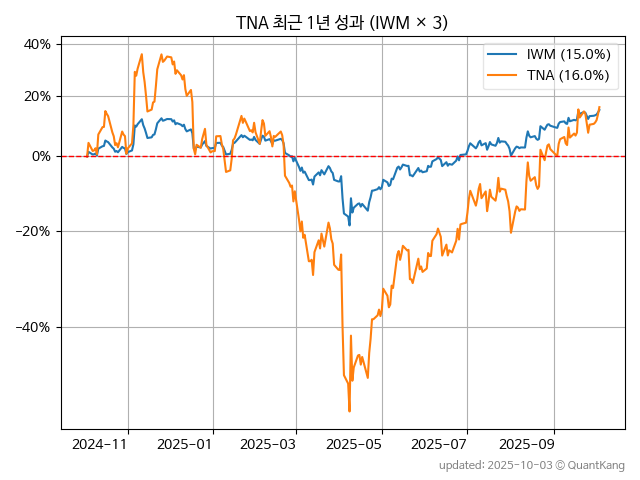 TNA 최근 1년 성과 (IWM × 3)
IWM (15.0%)
TNA (16.0%)
40%
20%
0%
−20%
−40%
2024−11
2025−01
2025−03
2025−05
2025−07
2025−09
updated: 2025-10-03 ⓒ QuantKang